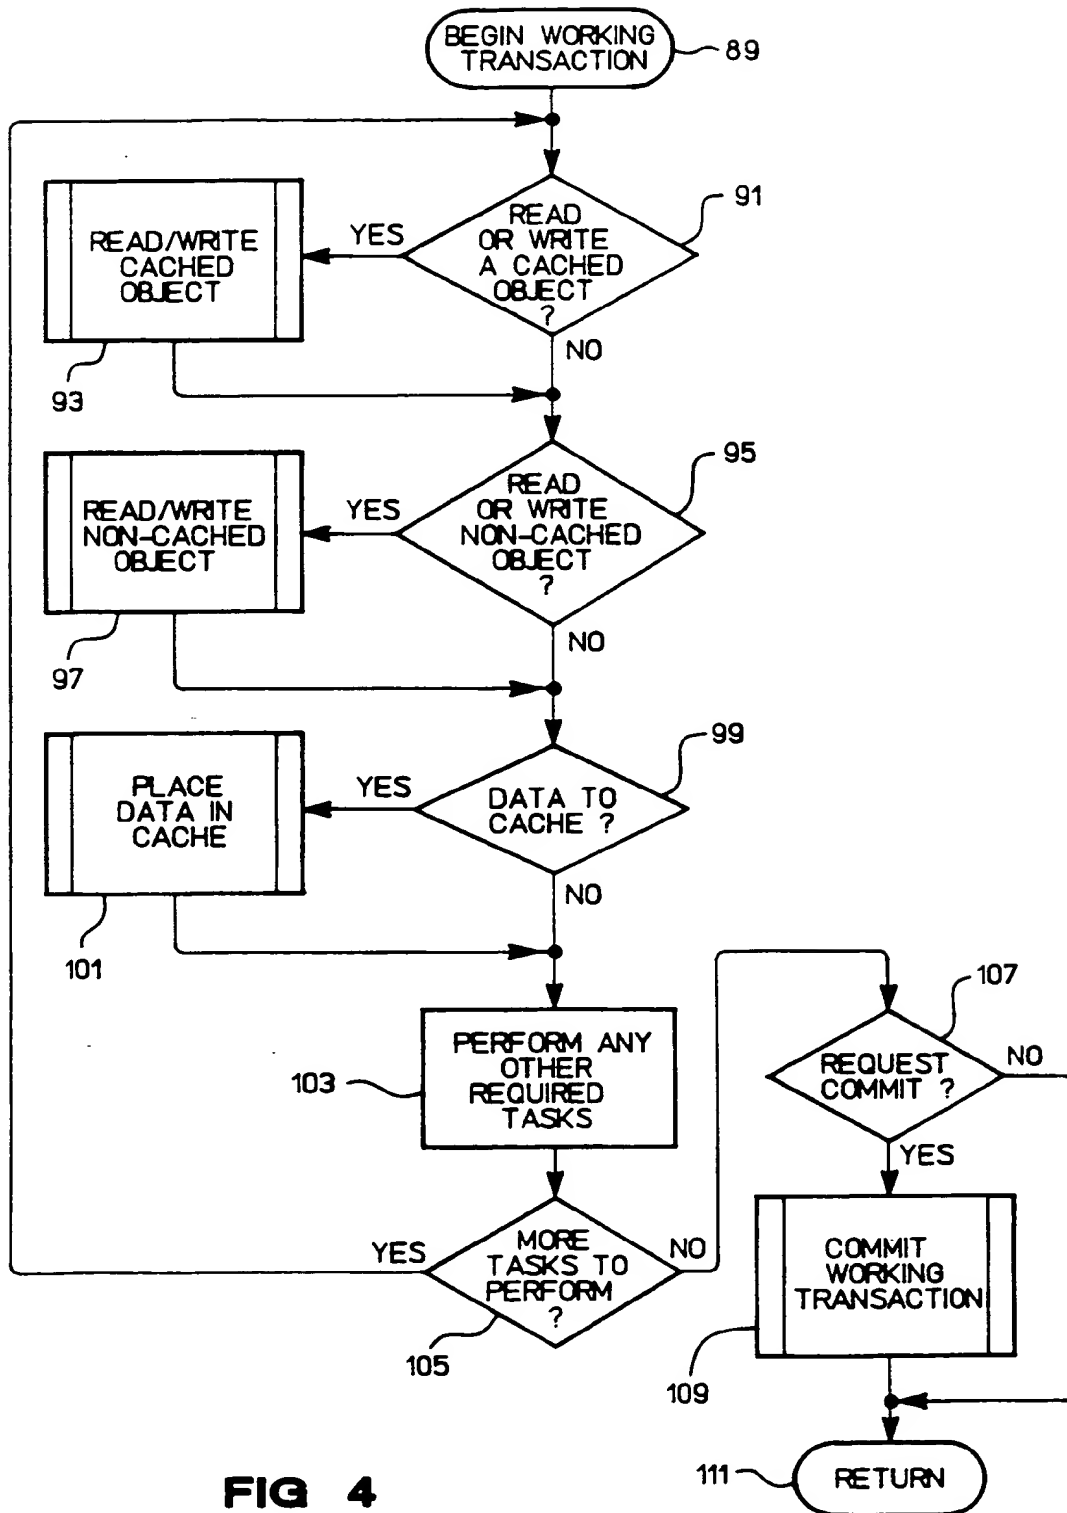 BEGIN WORKING
TRANSACTION
89
READ
OR WRITE
A CACHED
OBJECT
?
91
YES
NO
READ/WRITE
CACHED
OBJECT
93
READ
OR WRITE
NON-CACHED
OBJECT
?
95
YES
NO
READ/WRITE
NON-CACHED
OBJECT
97
DATA TO
CACHE ?
99
YES
NO
PLACE
DATA IN
CACHE
101
PERFORM ANY
OTHER
REQUIRED
TASKS
103
MORE
TASKS TO
PERFORM
?
105
YES
NO
REQUEST
COMMIT ?
107
NO
YES
COMMIT
WORKING
TRANSACTION
109
RETURN
111
FIG 4